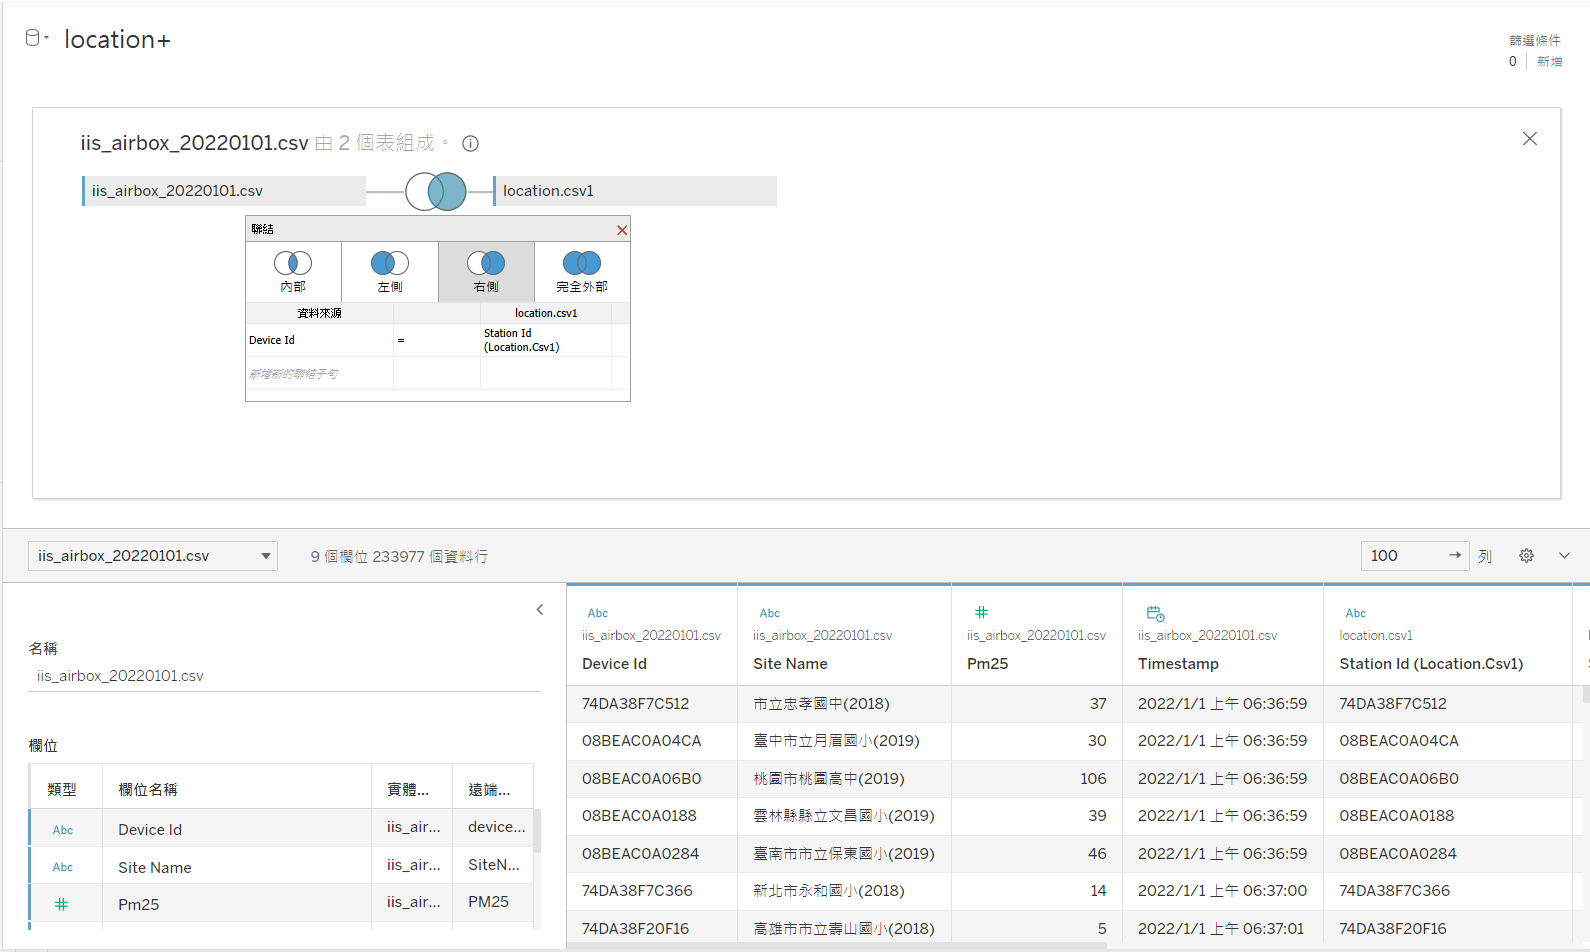 location+
篩選條件
0 新增
iis_airbox_20220101.csv 由 2 個表組成。
iis_airbox_20220101.csv location.csv1
聯結
內部 左側 右側 完全外部
資料來源 location.csv1
Device Id = Station Id (Location.Csv1)
新增新的聯結子句
iis_airbox_20220101.csv 9 個欄位 233977 個資料行 100 → 列
名稱
iis_airbox_20220101.csv
欄位
類型 欄位名稱 實體... 遠端...
Abc Device Id iis_air... device...
Abc Site Name iis_air... SiteN...
# Pm25 iis_air... PM25
Abc Abc # Abc
iis_airbox_20220101.csv iis_airbox_20220101.csv iis_airbox_20220101.csv iis_airbox_20220101.csv location.csv1
Device Id Site Name Pm25 Timestamp Station Id (Location.Csv1)
74DA38F7C512 市立忠孝國中(2018) 37 2022/1/1 上午 06:36:59 74DA38F7C512
08BEAC0A04CA 臺中市立月眉國小(2019) 30 2022/1/1 上午 06:36:59 08BEAC0A04CA
08BEAC0A06B0 桃園市桃園高中(2019) 106 2022/1/1 上午 06:36:59 08BEAC0A06B0
08BEAC0A0188 雲林縣縣立文昌國小(2019) 39 2022/1/1 上午 06:36:59 08BEAC0A0188
08BEAC0A0284 臺南市市立保東國小(2019) 46 2022/1/1 上午 06:36:59 08BEAC0A0284
74DA38F7C366 新北市永和國小(2018) 14 2022/1/1 上午 06:37:00 74DA38F7C366
74DA38F20F16 高雄市市立壽山國小(2018) 5 2022/1/1 上午 06:37:01 74DA38F20F16